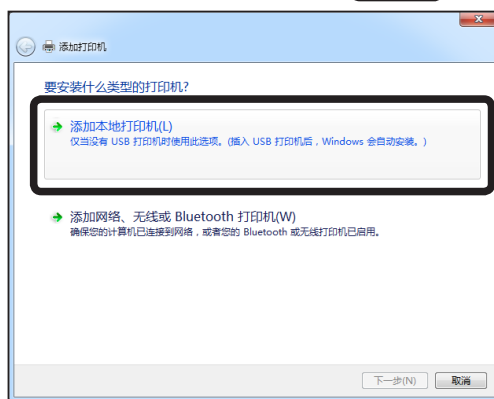 添加打印机
要安装什么类型的打印机?
添加本地打印机(L)
仅当没有 USB 打印机时使用此选项。(插入 USB 打印机后，Windows 会自动安装。)
添加网络、无线或 Bluetooth 打印机(W)
确保您的计算机已连接到网络，或者您的 Bluetooth 或无线打印机已启用。
下一步(N) 取消